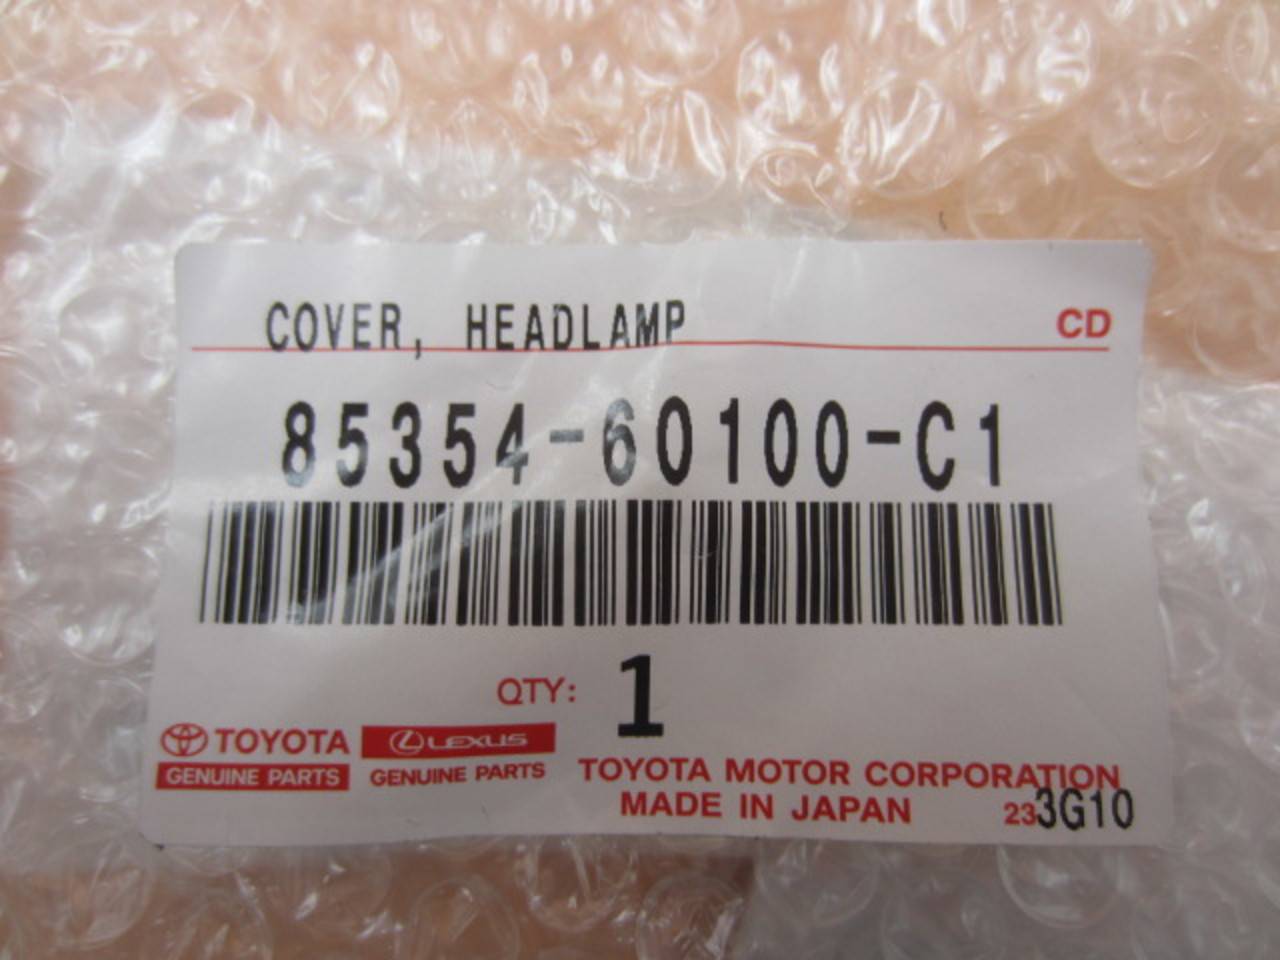 COVER, HEADLAMP CD
85354-60100-C1
QTY: 1
TOYOTA LEXUS
GENUINE PARTS GENUINE PARTS
TOYOTA MOTOR CORPORATION
MADE IN JAPAN 233G10